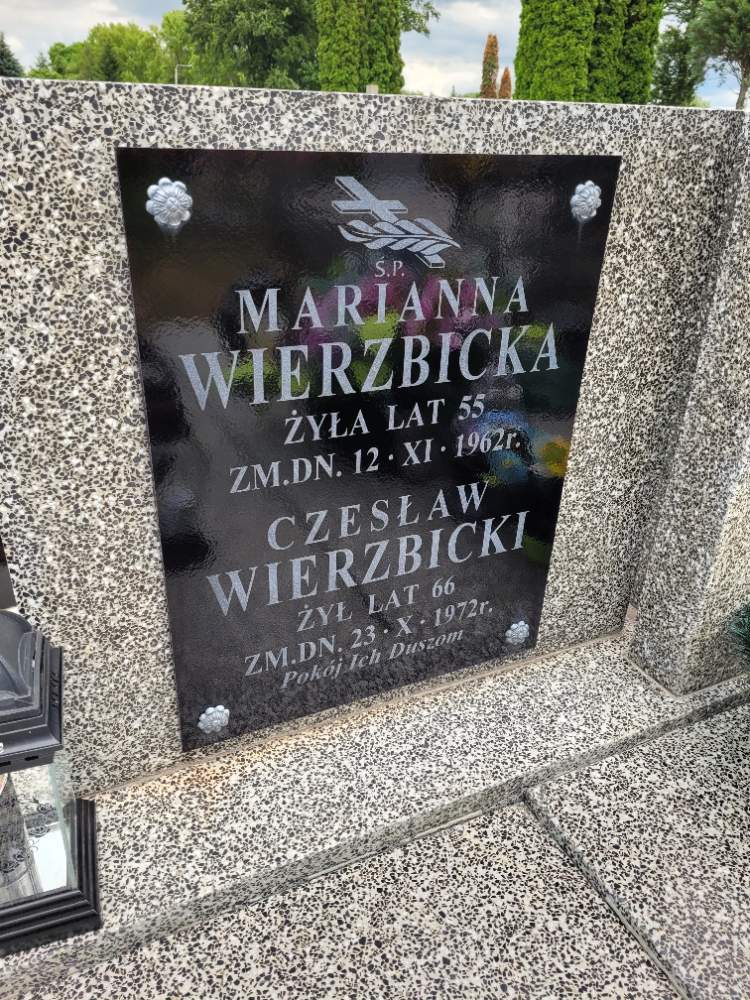 Ś.P.
MARIANNA
WIERZBICKA
ŻYŁA LAT 55
ZM.DN. 12 · XI · 1962r.
CZESŁAW
WIERZBICKI
ŻYŁ LAT 66
ZM.DN. 23 · X · 1972r.
Pokój Ich Duszom